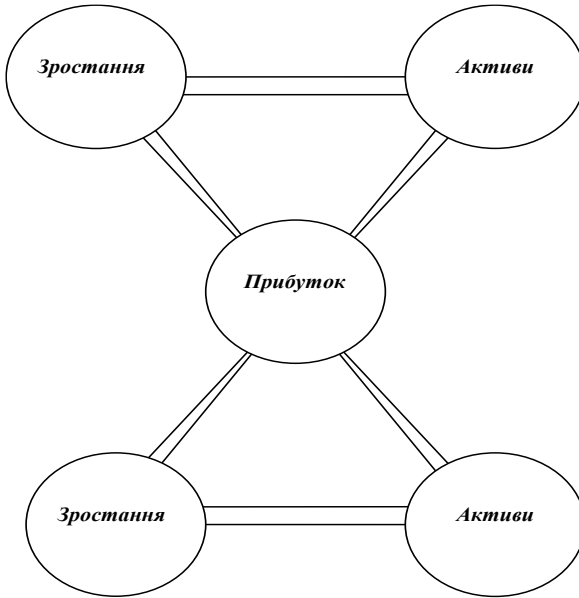 Зростання
Активи
Прибуток
Зростання
Активи